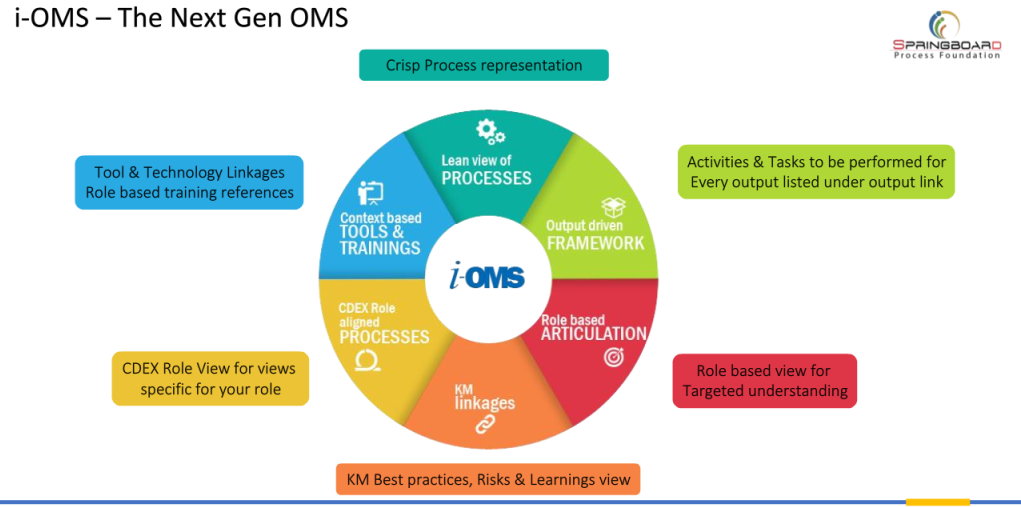 i-OMS – The Next Gen OMS
SPRINGBOARD
Process Foundation
Crisp Process representation
Tool & Technology Linkages
Role based training references
Activities & Tasks to be performed for
Every output listed under output link
Lean view of
PROCESSES
Context based
TOOLS &
TRAININGS
Output driven
FRAMEWORK
i-OMS
CDEX Role
aligned
PROCESSES
Role based
ARTICULATION
KM
linkages
CDEX Role View for views
specific for your role
Role based view for
Targeted understanding
KM Best practices, Risks & Learnings view